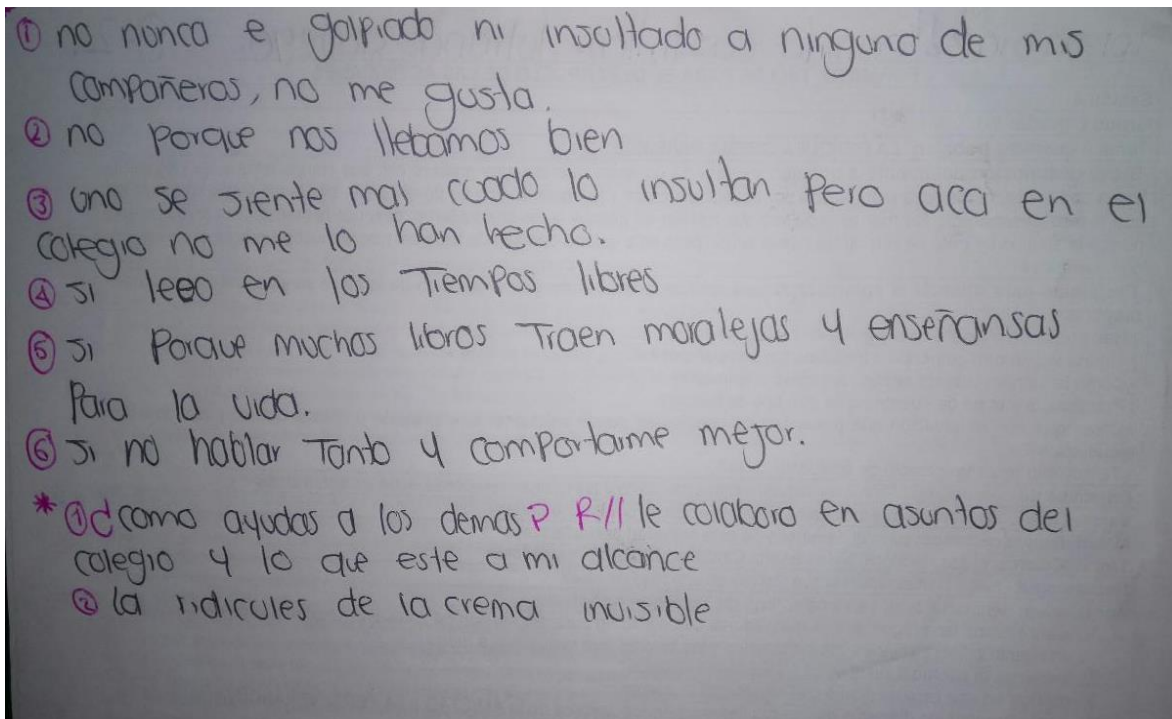 ① no nonca e golpiado ni insoltado a ninguno de mis
compañeros, no me gusta.
② no porque nos llebamos bien
③ uno se siente mal cuado lo insultan Pero aca en el
colegio no me lo han hecho.
④ si leeo en los Tiempos libres
⑤ si Porque muchos libros Traen moralejas y enseñansas
Para la vida.
⑥ si no hablar Tanto y comportarme mejor.
* ① ¿como ayudas a los demas? R// le colaboro en asuntos del
colegio y lo que este a mi alcance
② la ridicules de la crema invisible